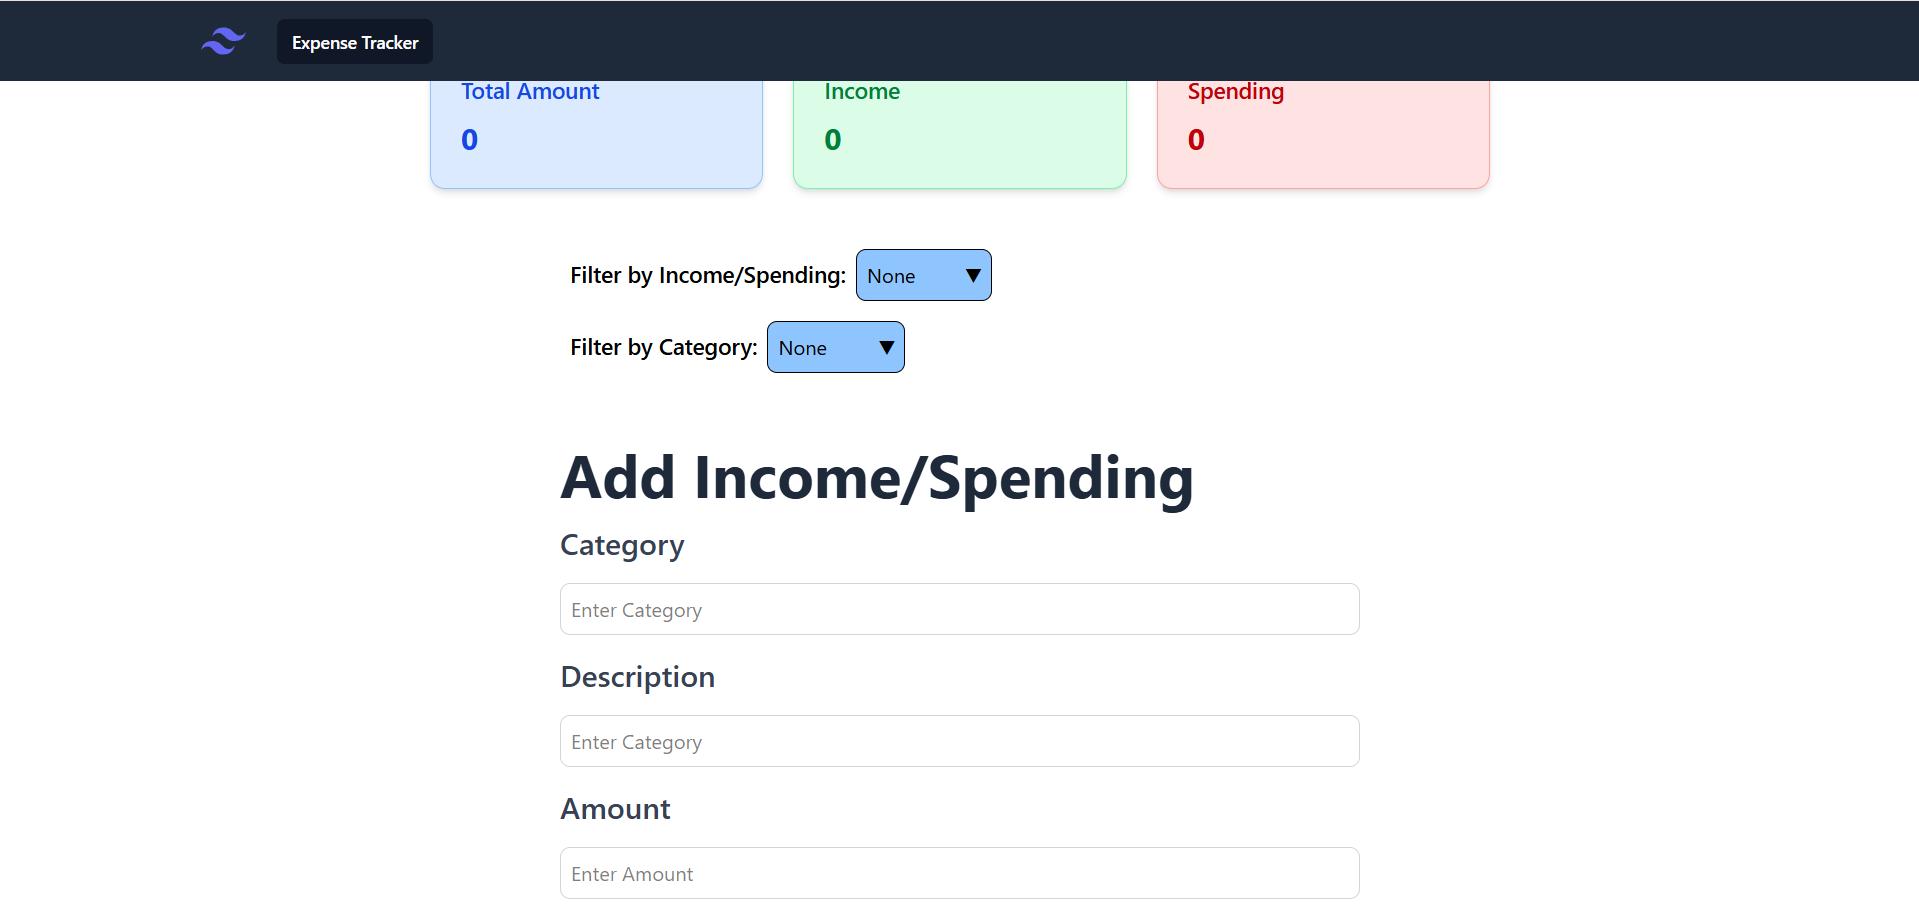 Expense Tracker
Total Amount
Income
Spending
0
0
0
Filter by Income/Spending: None ▼
Filter by Category: None ▼
Add Income/Spending
Category
Enter Category
Description
Enter Category
Amount
Enter Amount